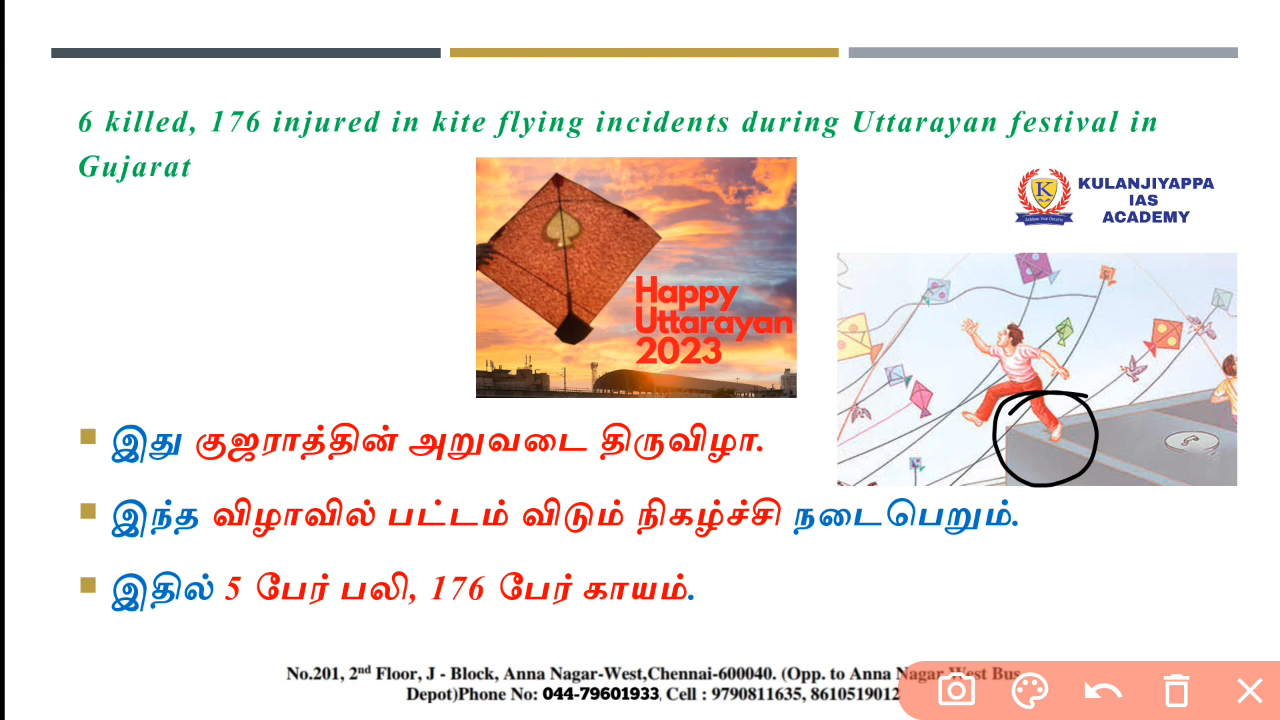 6 killed, 176 injured in kite flying incidents during Uttarayan festival in
Gujarat
KULANJIYAPPA
IAS
ACADEMY
K
Happy
Uttarayan
2023
இது குஜராத்தின் அறுவடை திருவிழா.
இந்த விழாவில் பட்டம் விடும் நிகழ்ச்சி நடைபெறும்.
இதில் 5 பேர் பலி, 176 பேர் காயம்.
No.201, 2nd Floor, J - Block, Anna Nagar-West,Chennai-600040. (Opp. to Anna Nagar West Bus
Depot)Phone No: 044-79601933, Cell : 9790811635, 8610519012